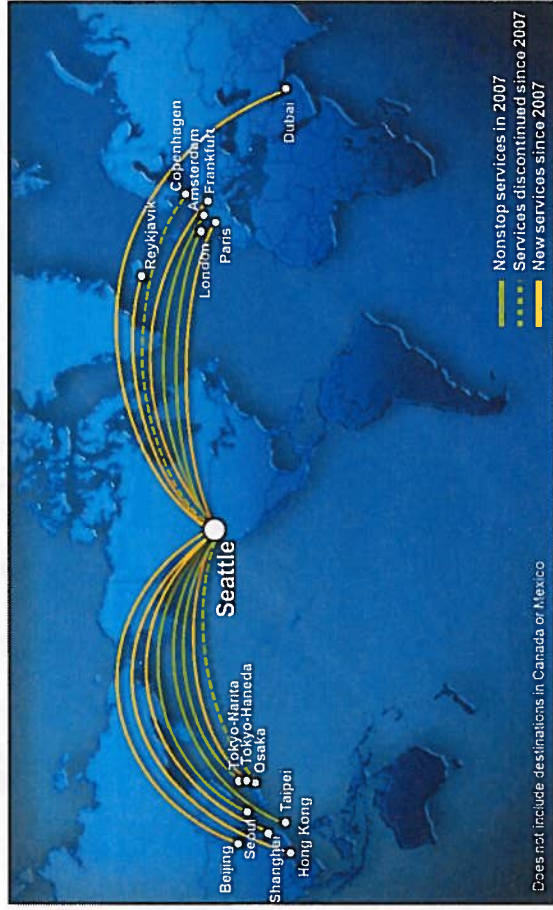 Reykjavik
Copenhagen
Amsterdam
Frankfurt
London
Paris
Dubai
Seattle
Tokyo-Narita
Tokyo-Haneda
Osaka
Beijing
Seoul
Shanghai
Taipei
Hong Kong
Nonstop services in 2007
Services discontinued since 2007
New services since 2007
Does not include destinations in Canada or Mexico